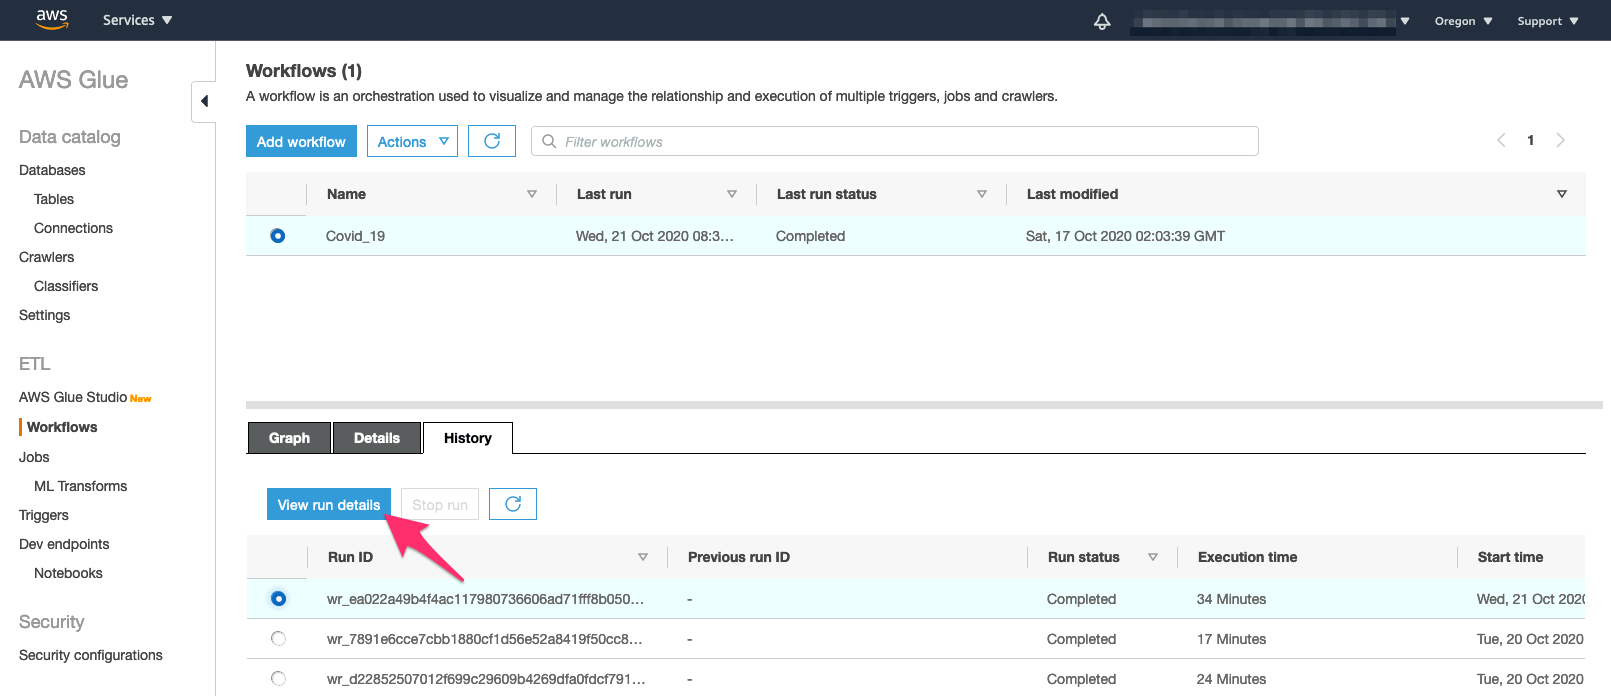 aws
Services
Oregon
Support
AWS Glue
Data catalog
Databases
Tables
Connections
Crawlers
Classifiers
Settings
ETL
AWS Glue Studio New
Workflows
Jobs
ML Transforms
Triggers
Dev endpoints
Notebooks
Security
Security configurations
Workflows (1)
A workflow is an orchestration used to visualize and manage the relationship and execution of multiple triggers, jobs and crawlers.
Add workflow
Actions
Filter workflows
1
Name Last run Last run status Last modified
Covid_19 Wed, 21 Oct 2020 08:3... Completed Sat, 17 Oct 2020 02:03:39 GMT
Graph Details History
View run details
Stop run
Run ID Previous run ID Run status Execution time Start time
wr_ea022a49b4f4ac117980736606ad71fff8b050... - Completed 34 Minutes Wed, 21 Oct 2020
wr_7891e6cce7cbb1880cf1d56e52a8419f50cc8... - Completed 17 Minutes Tue, 20 Oct 2020
wr_d22852507012f699c29609b4269dfa0fdcf791... - Completed 24 Minutes Tue, 20 Oct 2020